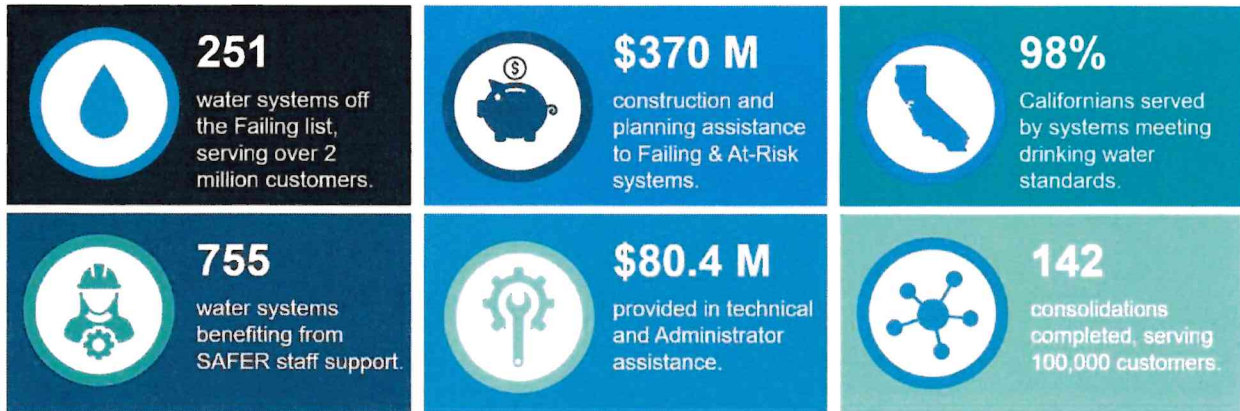 251
water systems off
the Failing list,
serving over 2
million customers.
$370 M
construction and
planning assistance
to Failing & At-Risk
systems.
98%
Californians served
by systems meeting
drinking water
standards.
755
water systems
benefiting from
SAFER staff support.
$80.4 M
provided in technical
and Administrator
assistance.
142
consolidations
completed, serving
100,000 customers.